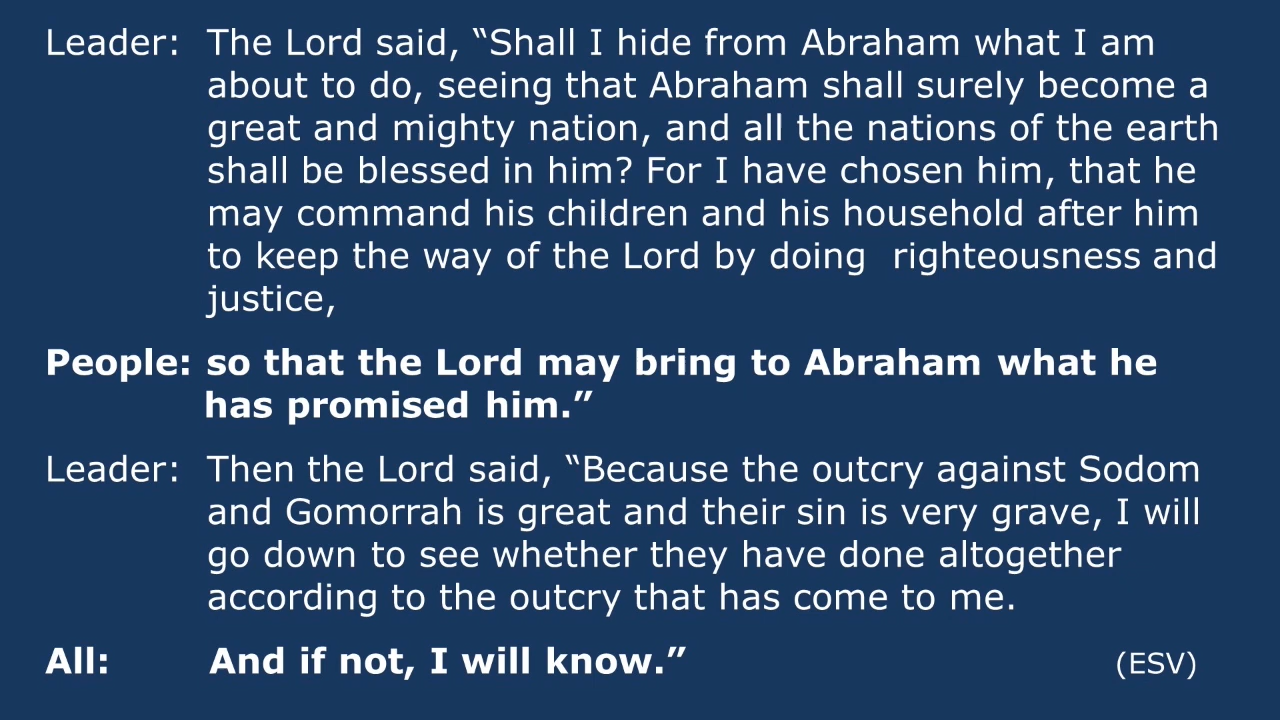 Leader: The Lord said, “Shall I hide from Abraham what I am
about to do, seeing that Abraham shall surely become a
great and mighty nation, and all the nations of the earth
shall be blessed in him? For I have chosen him, that he
may command his children and his household after him
to keep the way of the Lord by doing  righteousness and
justice,
People: so that the Lord may bring to Abraham what he
has promised him.”
Leader: Then the Lord said, “Because the outcry against Sodom
and Gomorrah is great and their sin is very grave, I will
go down to see whether they have done altogether
according to the outcry that has come to me.
All: And if not, I will know.” (ESV)